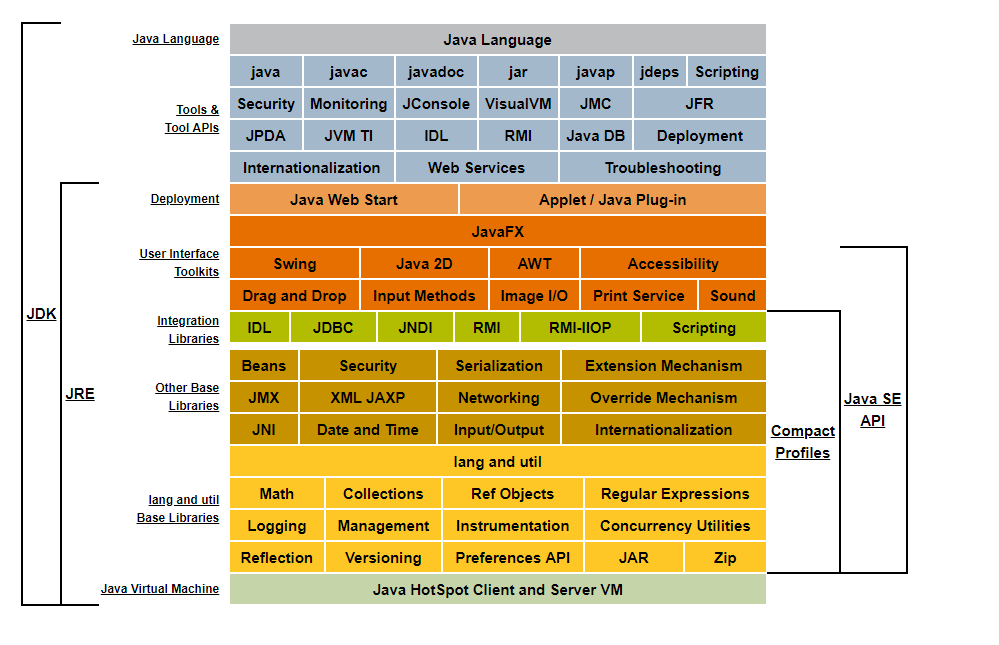 Java Language Java Language
java javac javadoc jar javap jdeps Scripting
Tools & Security Monitoring JConsole VisualVM JMC JFR
Tool APIs JPDA JVM TI IDL RMI Java DB Deployment
Internationalization Web Services Troubleshooting
Deployment Java Web Start Applet / Java Plug-in
JavaFX
User Interface
Toolkits
Swing Java 2D AWT Accessibility
Drag and Drop Input Methods Image I/O Print Service Sound
JDK
Integration
Libraries
IDL JDBC JNDI RMI RMI-IIOP Scripting
Beans Security Serialization Extension Mechanism
JRE
Other Base
Libraries
JMX XML JAXP Networking Override Mechanism
Java SE
API
JNI Date and Time Input/Output Internationalization
Compact
Profiles
lang and util
Math Collections Ref Objects Regular Expressions
lang and util
Base Libraries
Logging Management Instrumentation Concurrency Utilities
Reflection Versioning Preferences API JAR Zip
Java Virtual Machine Java HotSpot Client and Server VM